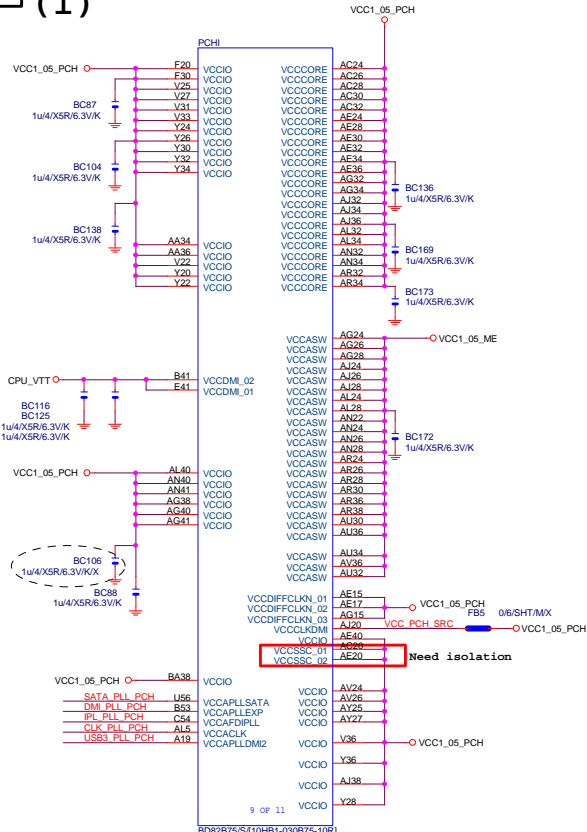 (1)
VCC1_05_PCH
PCHI
VCC1_05_PCH
F20 VCCIO
F30 VCCIO
V25 VCCIO
V27 VCCIO
V31 VCCIO
V33 VCCIO
Y24 VCCIO
Y26 VCCIO
Y30 VCCIO
Y32 VCCIO
Y34 VCCIO
BC87
1u/4/X5R/6.3V/K
BC104
1u/4/X5R/6.3V/K
BC138
1u/4/X5R/6.3V/K
AA34 VCCIO
AA36 VCCIO
V22 VCCIO
Y20 VCCIO
Y22 VCCIO
VCCCORE AC24
VCCCORE AC26
VCCCORE AC28
VCCCORE AC30
VCCCORE AC32
VCCCORE AE24
VCCCORE AE28
VCCCORE AE30
VCCCORE AE32
VCCCORE AE34
VCCCORE AE36
VCCCORE AG32
VCCCORE AG34
VCCCORE AJ32
VCCCORE AJ34
VCCCORE AJ36
VCCCORE AL32
VCCCORE AL34
VCCCORE AN32
VCCCORE AN34
VCCCORE AR32
VCCCORE AR34
BC136
1u/4/X5R/6.3V/K
BC169
1u/4/X5R/6.3V/K
BC173
1u/4/X5R/6.3V/K
CPU_VTT
B41 VCCDMI_02
E41 VCCDMI_01
BC116
BC125
1u/4/X5R/6.3V/K
1u/4/X5R/6.3V/K
VCCASW AG24
VCC1_05_ME
VCCASW AG26
VCCASW AG28
VCCASW AJ24
VCCASW AJ26
VCCASW AJ28
VCCASW AL24
VCCASW AL28
VCCASW AN22
VCCASW AN24
VCCASW AN26
VCCASW AN28
VCCASW AR24
VCCASW AR26
VCCASW AR28
VCCASW AR30
VCCASW AR36
VCCASW AR38
VCCASW AU30
VCCASW AU36
VCCASW AU34
VCCASW AV36
VCCASW AU32
BC172
1u/4/X5R/6.3V/K
VCC1_05_PCH
AL40 VCCIO
AN40 VCCIO
AN41 VCCIO
AG38 VCCIO
AG40 VCCIO
AG41 VCCIO
BC106
1u/4/X5R/6.3V/K/X
BC88
1u/4/X5R/6.3V/K
VCCDIFFCLKN_01 AE15
VCCDIFFCLKN_02 AE17
VCCDIFFCLKN_03 AG15
VCC1_05_PCH
VCCCLKDMI AJ20
VCC_PCH_SRC
FB5 0/6/SHT/M/X
VCC1_05_PCH
VCCIO AE40
VCCSSC_01 AC20
VCCSSC_02 AE20
Need isolation
VCC1_05_PCH
BA38 VCCIO
SATA_PLL_PCH U56 VCCAPLLSATA
DMI_PLL_PCH B53 VCCAPLLEXP
IPL_PLL_PCH C54 VCCAFDIPLL
CLK_PLL_PCH AL5 VCCACLK
USB3_PLL_PCH A19 VCCAPLLDMI2
VCCIO AV24
VCCIO AV26
VCCIO AY25
VCCIO AY27
VCCIO V36
VCC1_05_PCH
VCCIO Y36
VCCIO AJ38
VCCIO Y28
9 OF 11
BD82B75/S/[10HB1-030B75-10R]